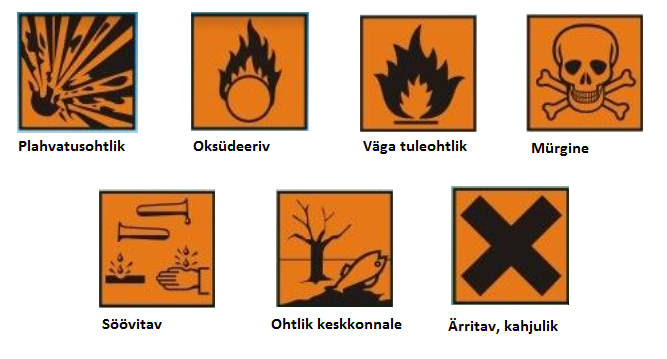 Plahvatusohtlik
Oksüdeeriv
Väga tuleohtlik
Mürgine
Söövitav
Ohtlik keskkonnale
Ärritav, kahjulik